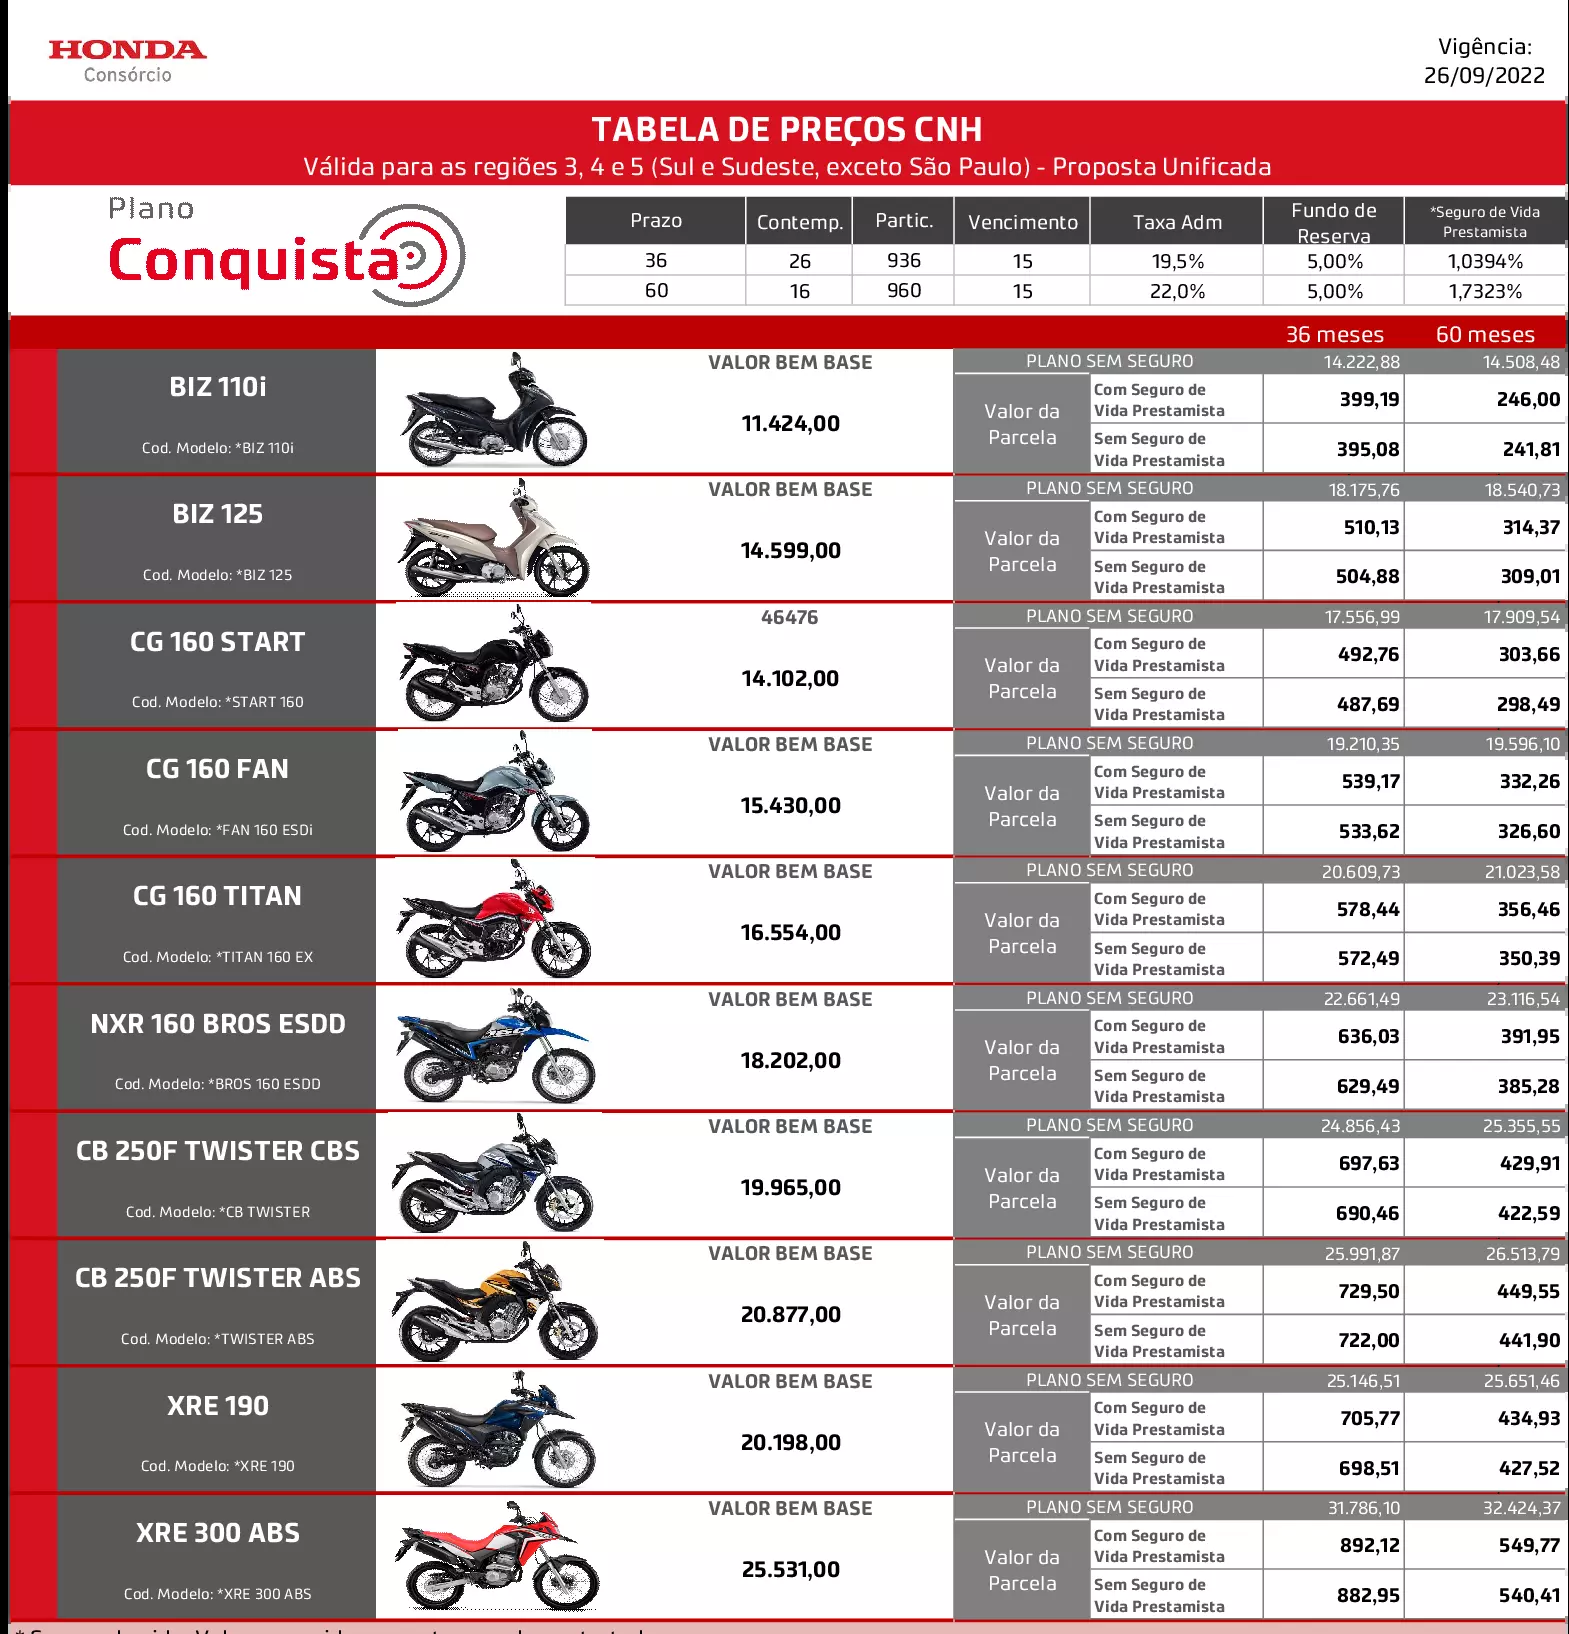 HONDA
Consórcio
Vigência:
26/09/2022
TABELA DE PREÇOS CNH
Válida para as regiões 3, 4 e 5 (Sul e Sudeste, exceto São Paulo) - Proposta Unificada
Plano
Conquista
Prazo Contemp. Partic. Vencimento Taxa Adm Fundo de Reserva *Seguro de Vida Prestamista
36 26 936 15 19,5% 5,00% 1,0394%
60 16 960 15 22,0% 5,00% 1,7323%
36 meses 60 meses
BIZ 110i
Cod. Modelo: *BIZ 110i
VALOR BEM BASE
11.424,00
PLANO SEM SEGURO 14.222,88 14.508,48
Valor da Parcela
Com Seguro de Vida Prestamista 399,19 246,00
Sem Seguro de Vida Prestamista 395,08 241,81
BIZ 125
Cod. Modelo: *BIZ 125
VALOR BEM BASE
14.599,00
PLANO SEM SEGURO 18.175,76 18.540,73
Valor da Parcela
Com Seguro de Vida Prestamista 510,13 314,37
Sem Seguro de Vida Prestamista 504,88 309,01
CG 160 START
Cod. Modelo: *START 160
46476
14.102,00
PLANO SEM SEGURO 17.556,99 17.909,54
Valor da Parcela
Com Seguro de Vida Prestamista 492,76 303,66
Sem Seguro de Vida Prestamista 487,69 298,49
CG 160 FAN
Cod. Modelo: *FAN 160 ESDi
VALOR BEM BASE
15.430,00
PLANO SEM SEGURO 19.210,35 19.596,10
Valor da Parcela
Com Seguro de Vida Prestamista 539,17 332,26
Sem Seguro de Vida Prestamista 533,62 326,60
CG 160 TITAN
Cod. Modelo: *TITAN 160 EX
VALOR BEM BASE
16.554,00
PLANO SEM SEGURO 20.609,73 21.023,58
Valor da Parcela
Com Seguro de Vida Prestamista 578,44 356,46
Sem Seguro de Vida Prestamista 572,49 350,39
NXR 160 BROS ESDD
Cod. Modelo: *BROS 160 ESDD
VALOR BEM BASE
18.202,00
PLANO SEM SEGURO 22.661,49 23.116,54
Valor da Parcela
Com Seguro de Vida Prestamista 636,03 391,95
Sem Seguro de Vida Prestamista 629,49 385,28
CB 250F TWISTER CBS
Cod. Modelo: *CB TWISTER
VALOR BEM BASE
19.965,00
PLANO SEM SEGURO 24.856,43 25.355,55
Valor da Parcela
Com Seguro de Vida Prestamista 697,63 429,91
Sem Seguro de Vida Prestamista 690,46 422,59
CB 250F TWISTER ABS
Cod. Modelo: *TWISTER ABS
VALOR BEM BASE
20.877,00
PLANO SEM SEGURO 25.991,87 26.513,79
Valor da Parcela
Com Seguro de Vida Prestamista 729,50 449,55
Sem Seguro de Vida Prestamista 722,00 441,90
XRE 190
Cod. Modelo: *XRE 190
VALOR BEM BASE
20.198,00
PLANO SEM SEGURO 25.146,51 25.651,46
Valor da Parcela
Com Seguro de Vida Prestamista 705,77 434,93
Sem Seguro de Vida Prestamista 698,51 427,52
XRE 300 ABS
Cod. Modelo: *XRE 300 ABS
VALOR BEM BASE
25.531,00
PLANO SEM SEGURO 31.786,10 32.424,37
Valor da Parcela
Com Seguro de Vida Prestamista 892,12 549,77
Sem Seguro de Vida Prestamista 882,95 540,41